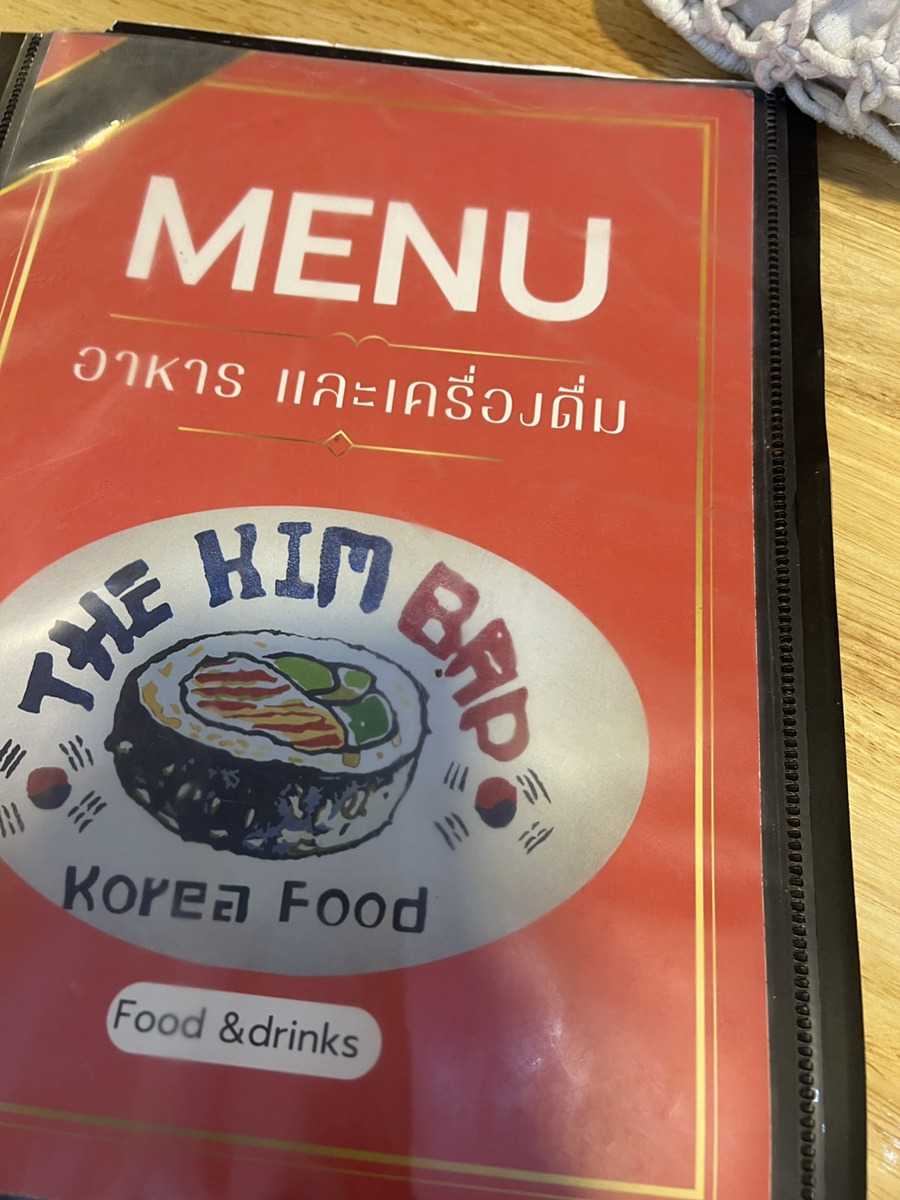 MENU
อาหาร และเครื่องดื่ม
THE KIM BAP
Korea Food
Food &drinks